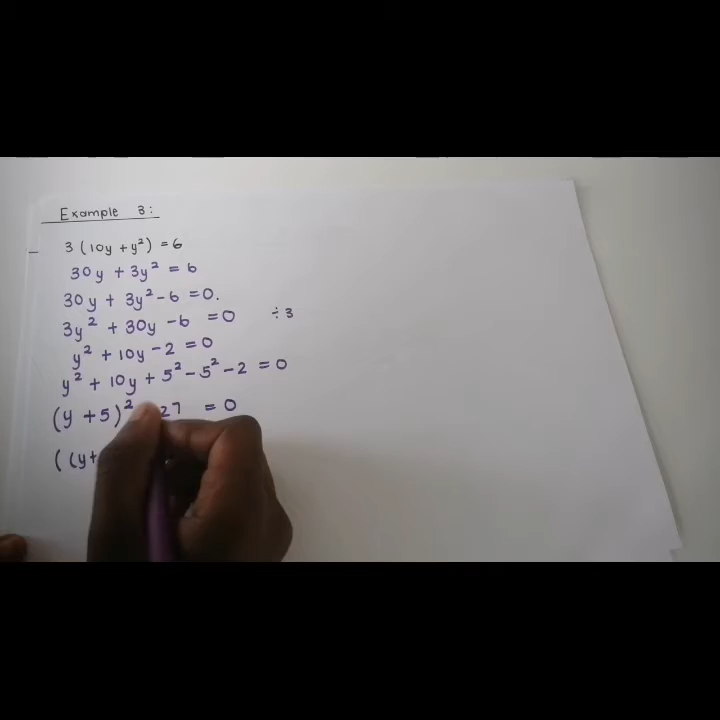 Example 3:
3 (10y + y²) = 6
30y + 3y² = 6
30y + 3y² - 6 = 0.
3y² + 30y - 6 = 0 ÷ 3
y² + 10y - 2 = 0
y² + 10y + 5² - 5² - 2 = 0
(y + 5)² 27 = 0
( (y+